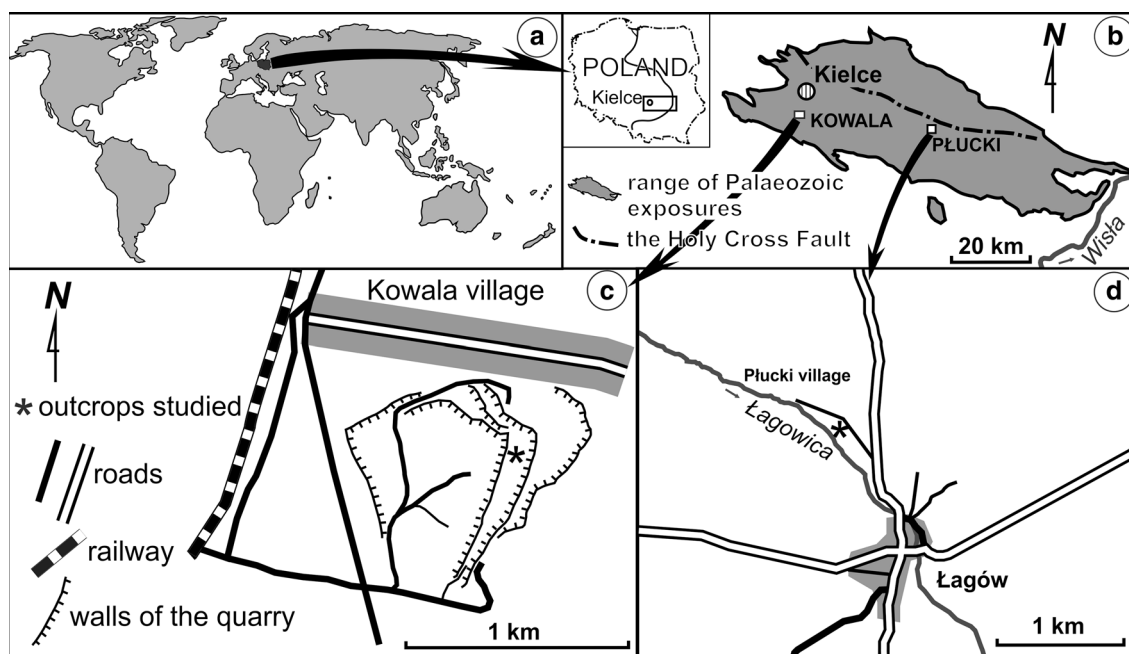 a
POLAND
Kielce
b
N
Kielce
KOWALA
PŁUCKI
range of Palaeozoic
exposures
the Holy Cross Fault
20 km
Wisła
c
N
Kowala village
* outcrops studied
roads
railway
walls of the quarry
1 km
d
Płucki village
Łagowica
*
Łagów
1 km